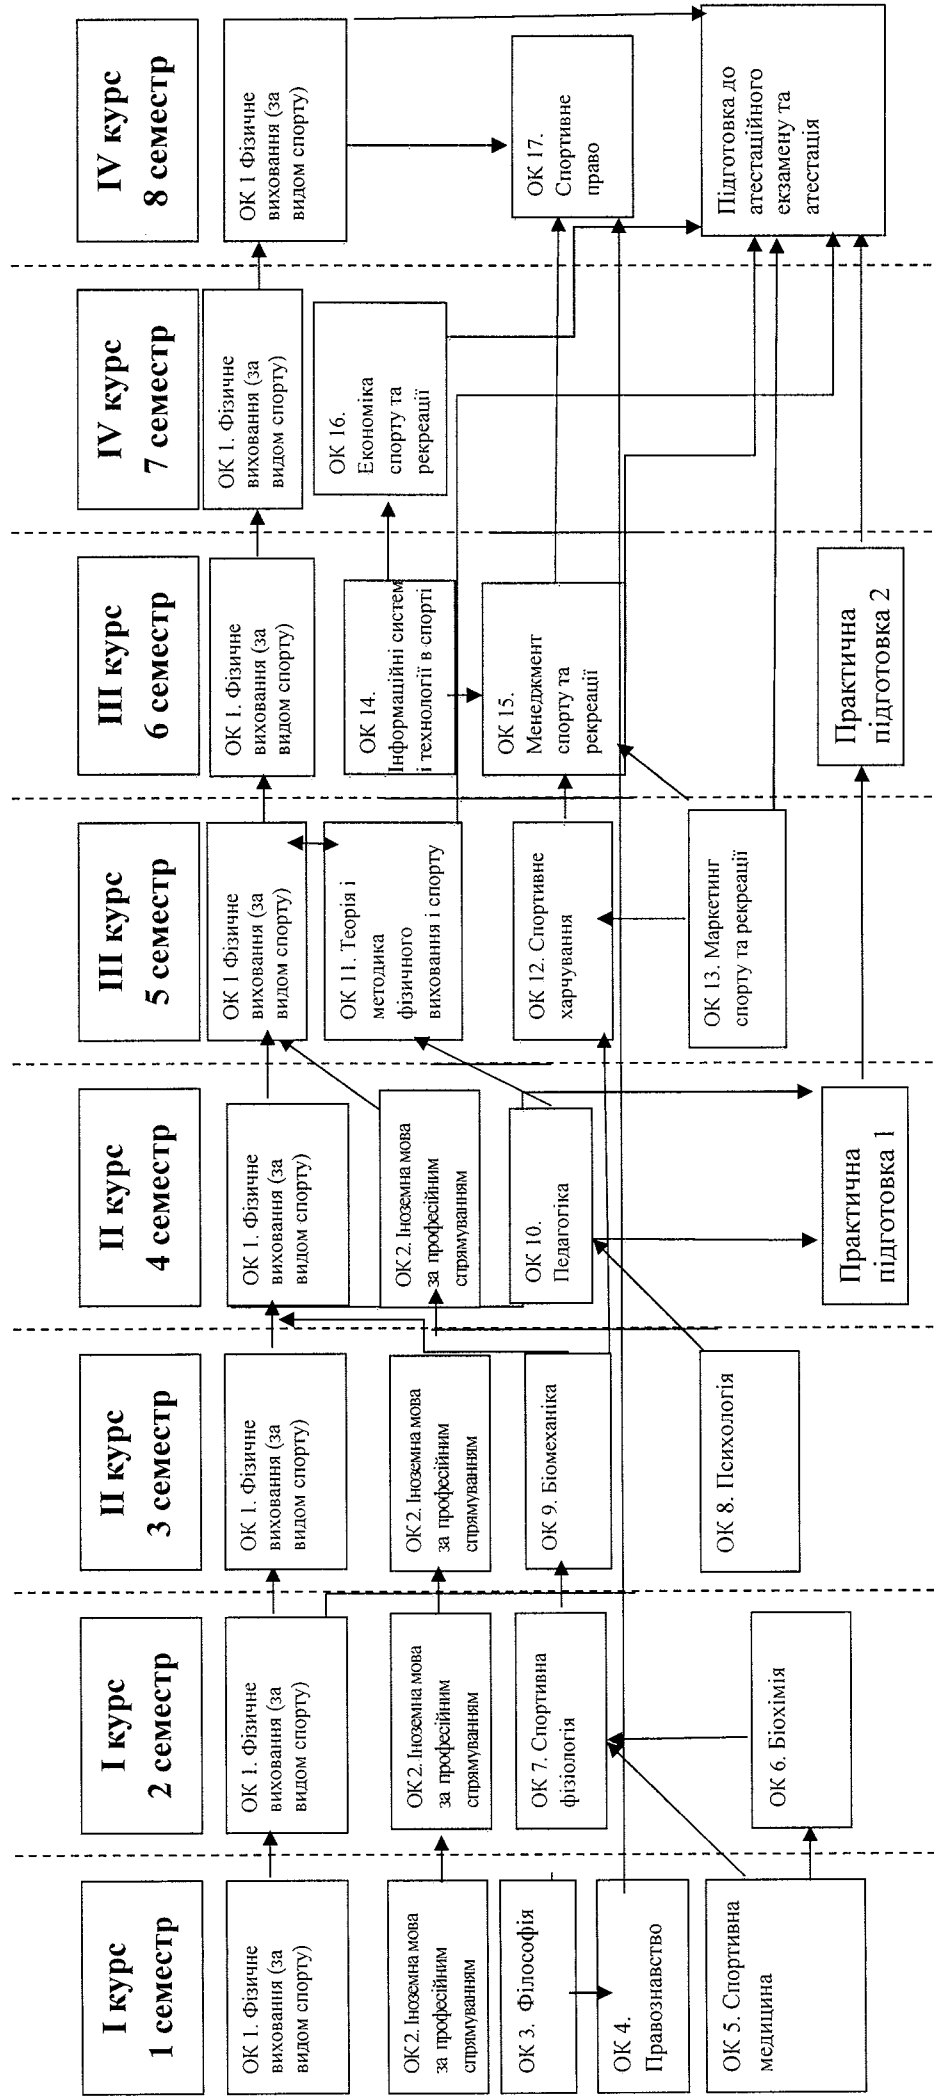 I курс
1 семестр
ОК 1. Фізичне
виховання (за
видом спорту)
ОК 2. Іноземна мова
за професійним
спрямуванням
ОК 3. Філософія
ОК 4.
Правознавство
ОК 5. Спортивна
медицина
I курс
2 семестр
ОК 1. Фізичне
виховання (за
видом спорту)
ОК 2. Іноземна мова
за професійним
спрямуванням
ОК 7. Спортивна
фізіологія
ОК 6. Біохімія
II курс
3 семестр
ОК 1. Фізичне
виховання (за
видом спорту)
ОК 2. Іноземна мова
за професійним
спрямуванням
ОК 9. Біомеханіка
ОК 8. Психологія
II курс
4 семестр
ОК 1. Фізичне
виховання (за
видом спорту)
ОК 2. Іноземна мова
за професійним
спрямуванням
ОК 10.
Педагогіка
Практична
підготовка 1
III курс
5 семестр
ОК 1 Фізичне
виховання (за
видом спорту)
ОК 11. Теорія і
методика
фізичного
виховання і спорту
ОК 12. Спортивне
харчування
ОК 13. Маркетинг
спорту та рекреації
III курс
6 семестр
ОК 1. Фізичне
виховання (за
видом спорту)
ОК 14.
Інформаційні систем
і технології в спорті
ОК 15.
Менеджмент
спорту та
рекреації
Практична
підготовка 2
IV курс
7 семестр
ОК 1. Фізичне
виховання (за
видом спорту)
ОК 16.
Економіка
спорту та
рекреації
IV курс
8 семестр
ОК 1 Фізичне
виховання (за
видом спорту)
ОК 17.
Спортивне
право
Підготовка до
атестаційного
екзамену та
атестація